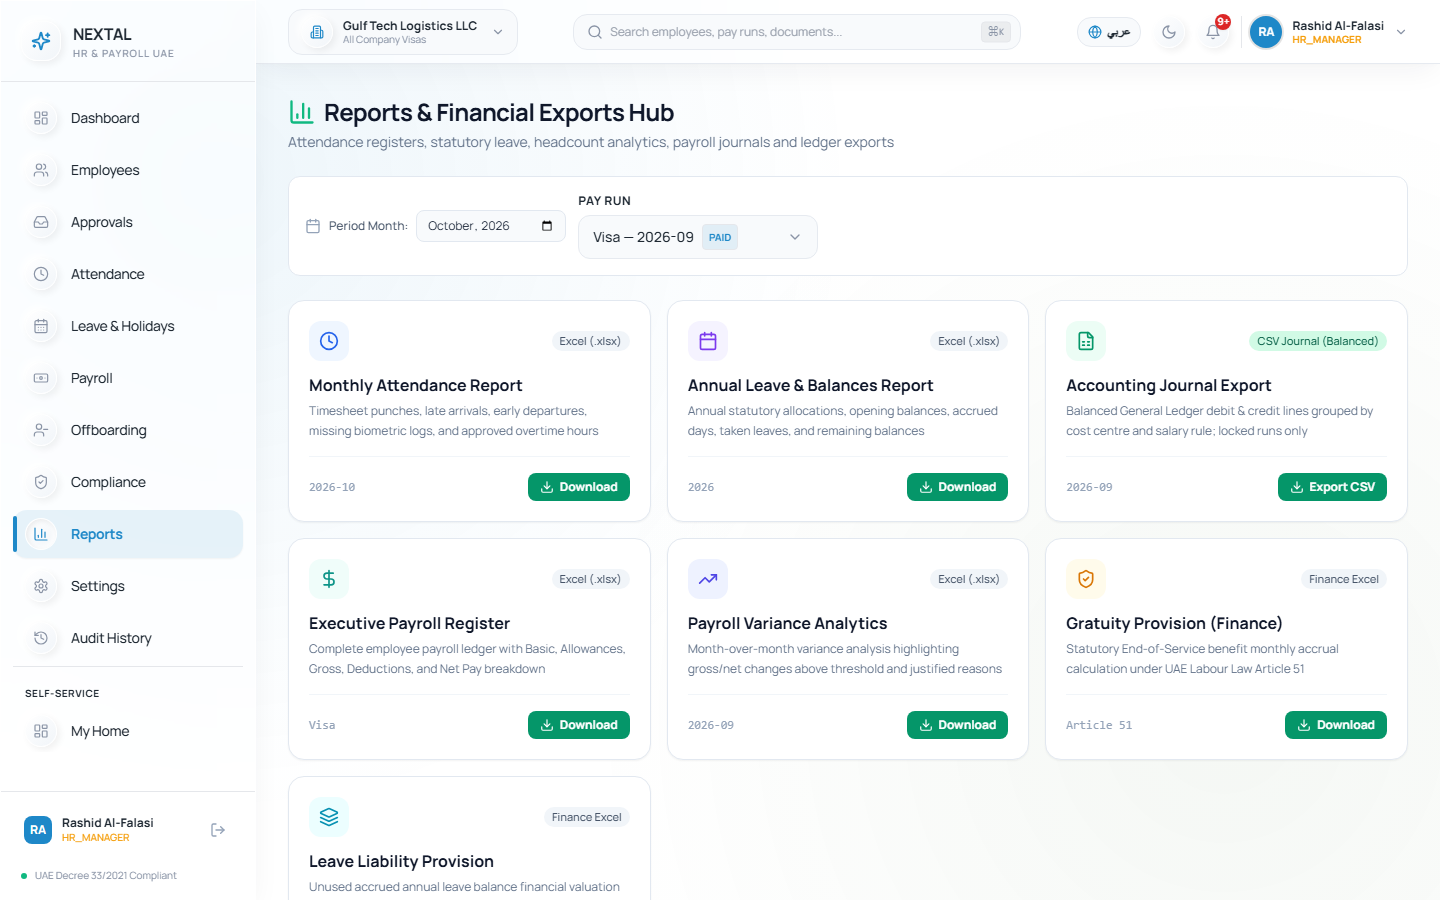 NEXTAL
HR & PAYROLL UAE
Dashboard
Employees
Approvals
Attendance
Leave & Holidays
Payroll
Offboarding
Compliance
Reports
Settings
Audit History
SELF-SERVICE
My Home
RA
Rashid Al-Falasi
HR_MANAGER
UAE Decree 33/2021 Compliant
Gulf Tech Logistics LLC
All Company Visas
Search employees, pay runs, documents...
⌘K
عربي
9+
RA
Rashid Al-Falasi
HR_MANAGER
Reports & Financial Exports Hub
Attendance registers, statutory leave, headcount analytics, payroll journals and ledger exports
Period Month:
October, 2026
PAY RUN
Visa — 2026-09
PAID
Excel (.xlsx)
Monthly Attendance Report
Timesheet punches, late arrivals, early departures,
missing biometric logs, and approved overtime hours
2026-10
Download
Excel (.xlsx)
Annual Leave & Balances Report
Annual statutory allocations, opening balances, accrued
days, taken leaves, and remaining balances
2026
Download
CSV Journal (Balanced)
Accounting Journal Export
Balanced General Ledger debit & credit lines grouped by
cost centre and salary rule; locked runs only
2026-09
Export CSV
Excel (.xlsx)
Executive Payroll Register
Complete employee payroll ledger with Basic, Allowances,
Gross, Deductions, and Net Pay breakdown
Visa
Download
Excel (.xlsx)
Payroll Variance Analytics
Month-over-month variance analysis highlighting
gross/net changes above threshold and justified reasons
2026-09
Download
Finance Excel
Gratuity Provision (Finance)
Statutory End-of-Service benefit monthly accrual
calculation under UAE Labour Law Article 51
Article 51
Download
Finance Excel
Leave Liability Provision
Unused accrued annual leave balance financial valuation